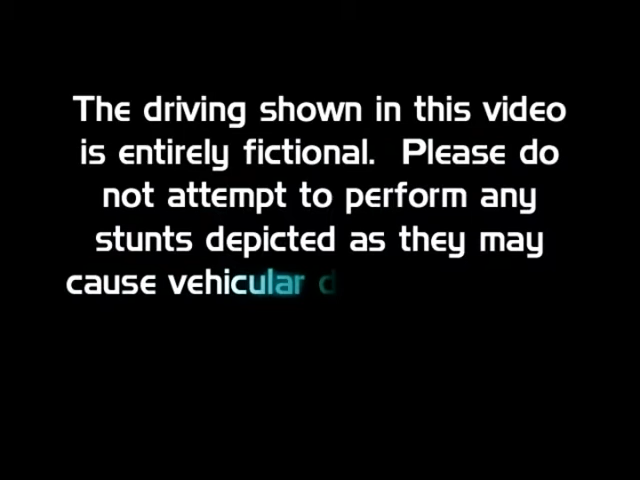 The driving shown in this video
is entirely fictional. Please do
not attempt to perform any
stunts depicted as they may
cause vehicular d